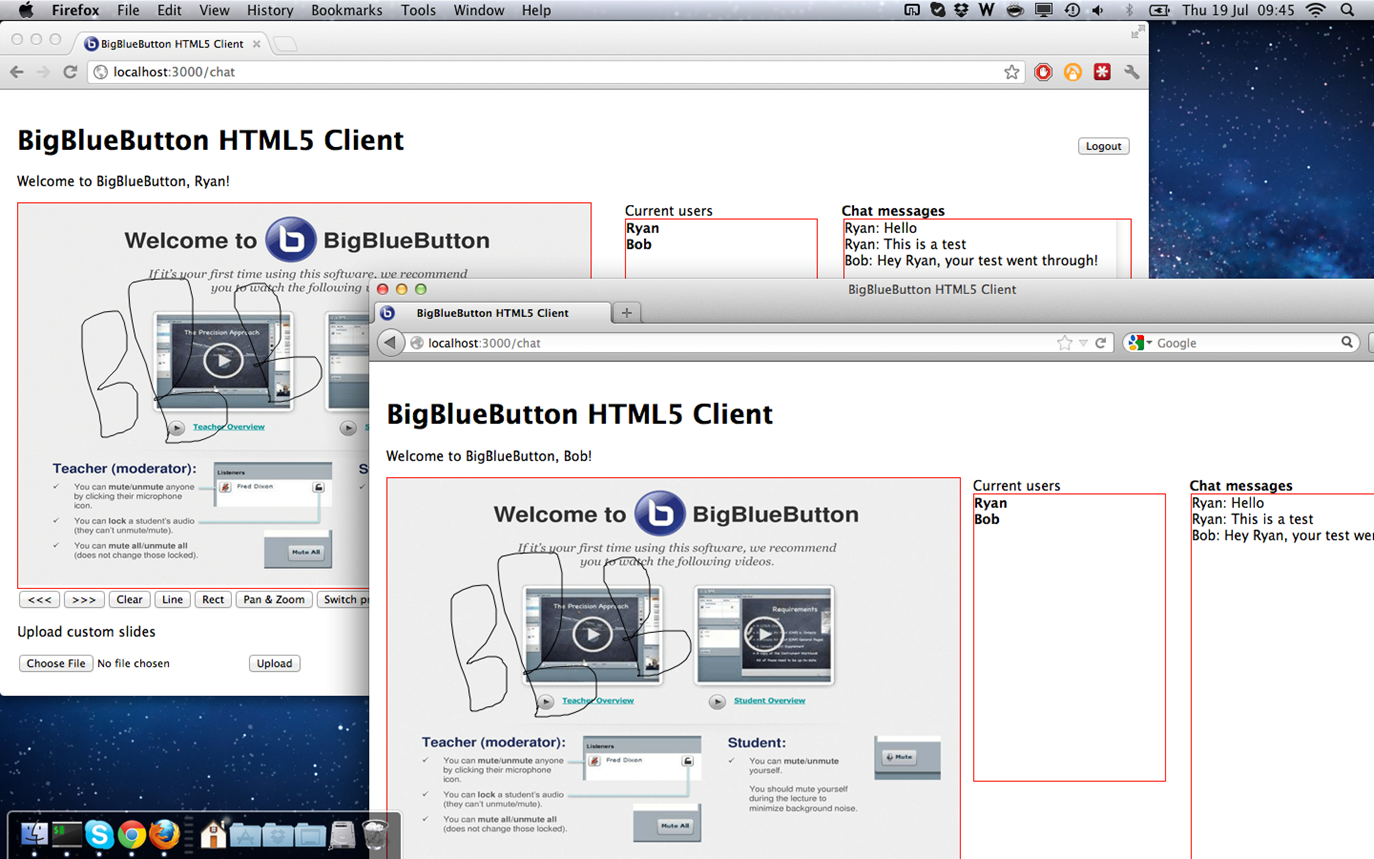 Firefox File Edit View History Bookmarks Tools Window Help
W Thu 19 Jul 09:45
BigBlueButton HTML5 Client
localhost:3000/chat
BigBlueButton HTML5 Client
Logout
Welcome to BigBlueButton, Ryan!
Welcome to b BigBlueButton
If it's your first time using this software, we recommend
you to watch the following
The Precision Approach
Teacher Overview
S
Teacher (moderator):
S
You can mute/unmute anyone
by clicking their microphone
icon.
You can lock a student's audio
(they can't unmute/mute).
You can mute all/unmute all
(does not change those locked).
Listeners
Fred Dixon
Mute All
<<< >>> Clear Line Rect Pan & Zoom Switch p
Upload custom slides
Choose File No file chosen Upload
Current users
Ryan
Bob
Chat messages
Ryan: Hello
Ryan: This is a test
Bob: Hey Ryan, your test went through!
BigBlueButton HTML5 Client
BigBlueButton HTML5 Client
localhost:3000/chat
Google
BigBlueButton HTML5 Client
Welcome to BigBlueButton, Bob!
Welcome to b BigBlueButton
If it's your first time using this software, we recommend
you to watch the following videos.
The Precision Approach
Requirements
Teacher Overview
Student Overview
Teacher (moderator):
You can mute/unmute anyone
by clicking their microphone
icon.
You can lock a student's audio
(they can't unmute/mute).
You can mute all/unmute all
(does not change those locked).
Listeners
Fred Dixon
Mute All
Student:
You can mute/unmute
yourself.
You should mute yourself
during the lecture to
minimize background noise.
Mute
Current users
Ryan
Bob
Chat messages
Ryan: Hello
Ryan: This is a test
Bob: Hey Ryan, your test wen